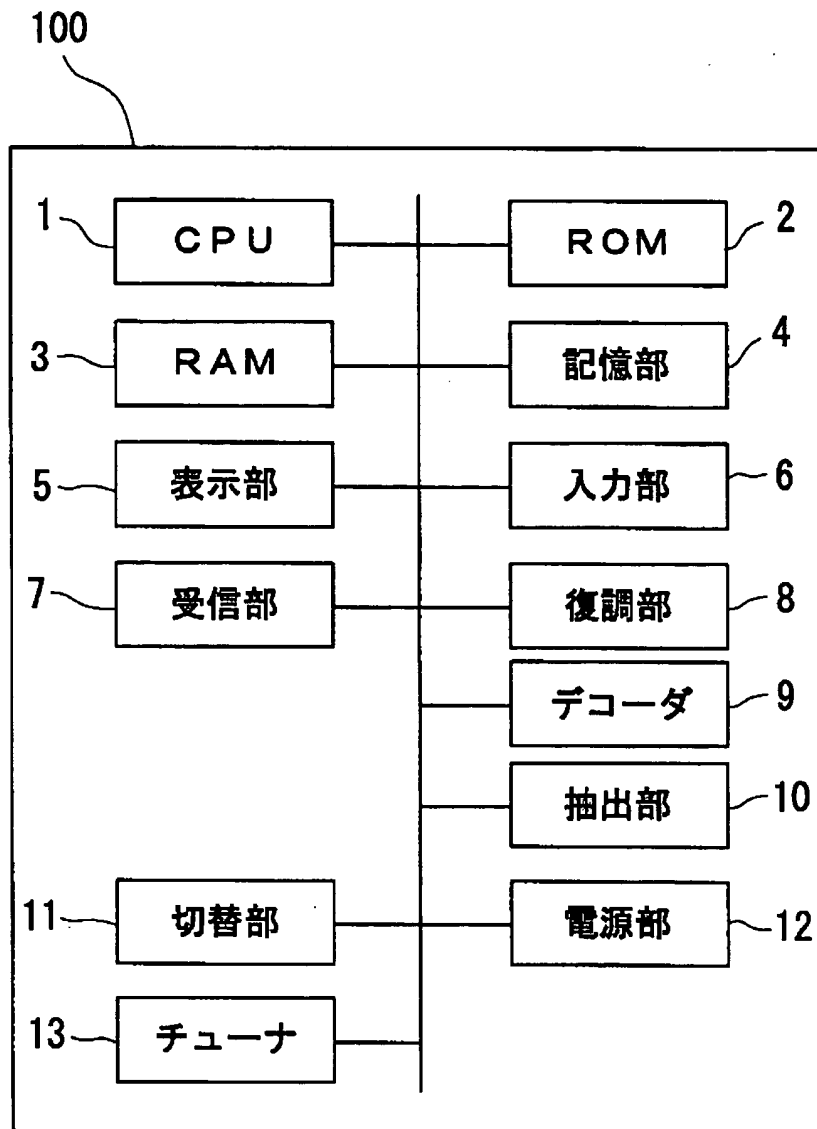 100
1 CPU ROM 2
3 RAM 記憶部 4
5 表示部 入力部 6
7 受信部 復調部 8
デコーダ 9
抽出部 10
11 切替部 電源部 12
13 チューナ